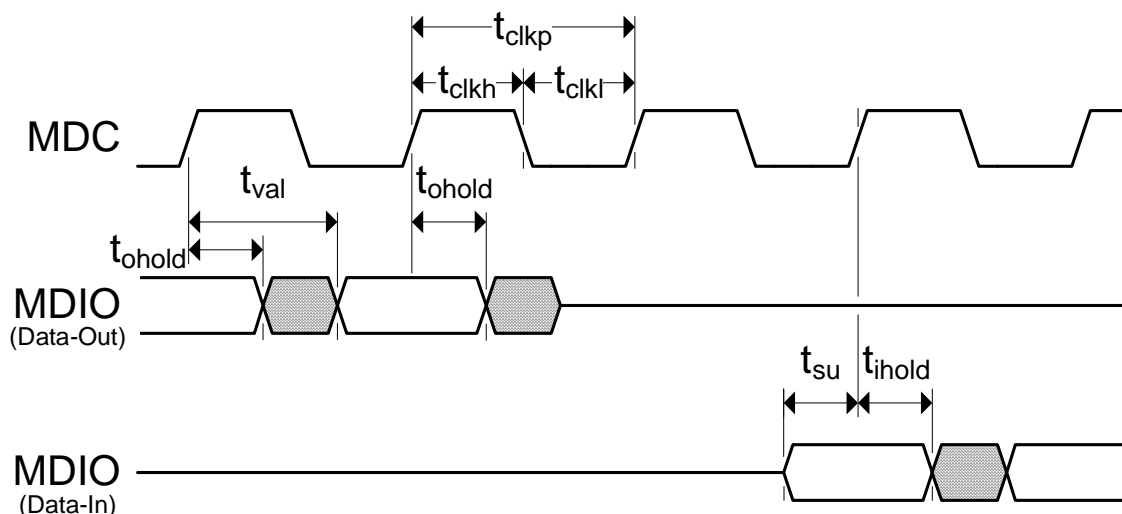 tclkp
tclkh
tclkl
MDC
tval
tohold
tohold
MDIO
(Data-Out)
tsu
tihold
MDIO
(Data-In)